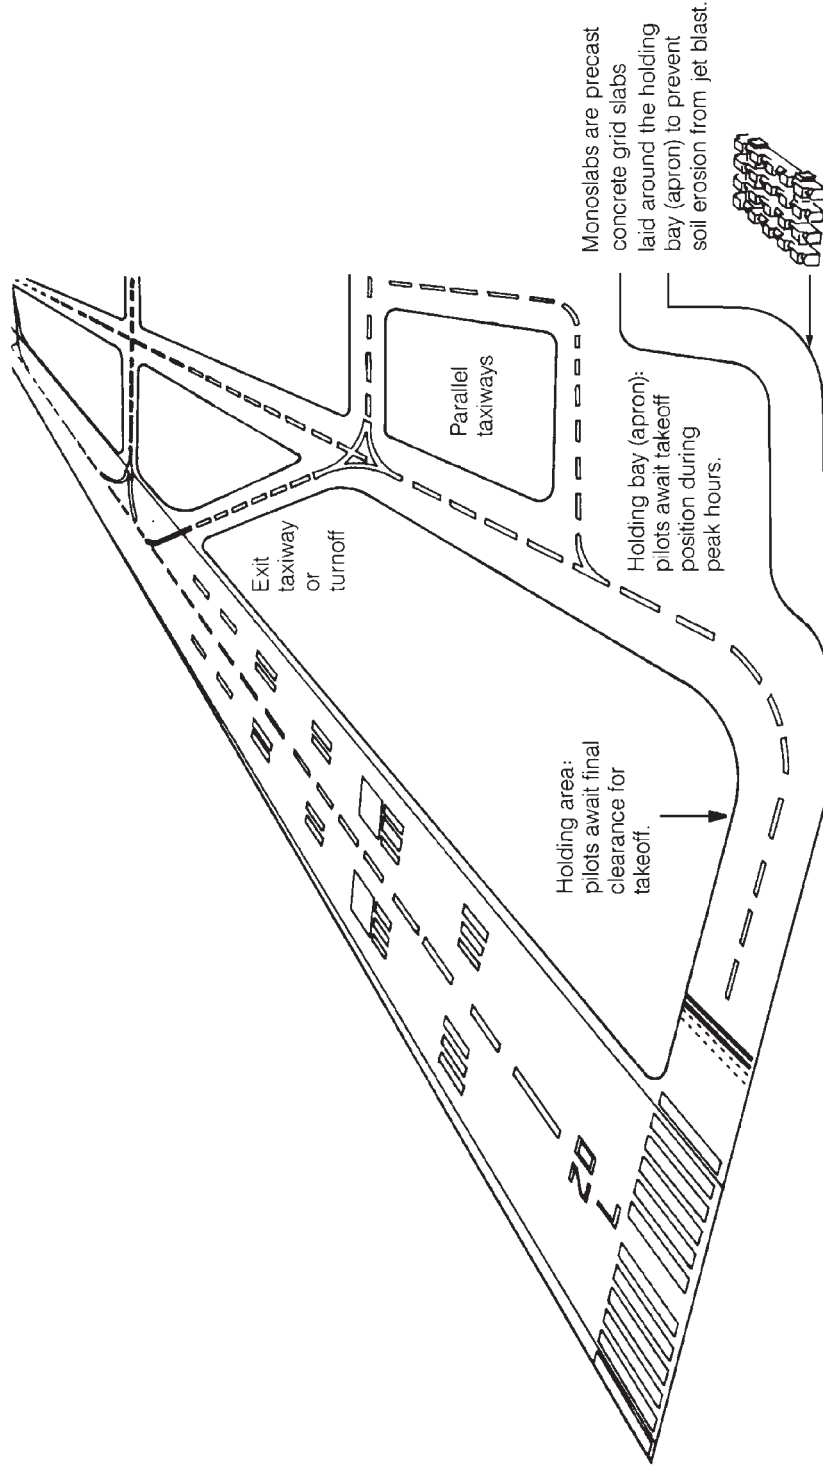 Monoslabs are precast
concrete grid slabs
laid around the holding
bay (apron) to prevent
soil erosion from jet blast.
Parallel
taxiways
Exit
taxiway
or
turnoff
Holding bay (apron):
pilots await takeoff
position during
peak hours.
Holding area:
pilots await final
clearance for
takeoff.
20
L